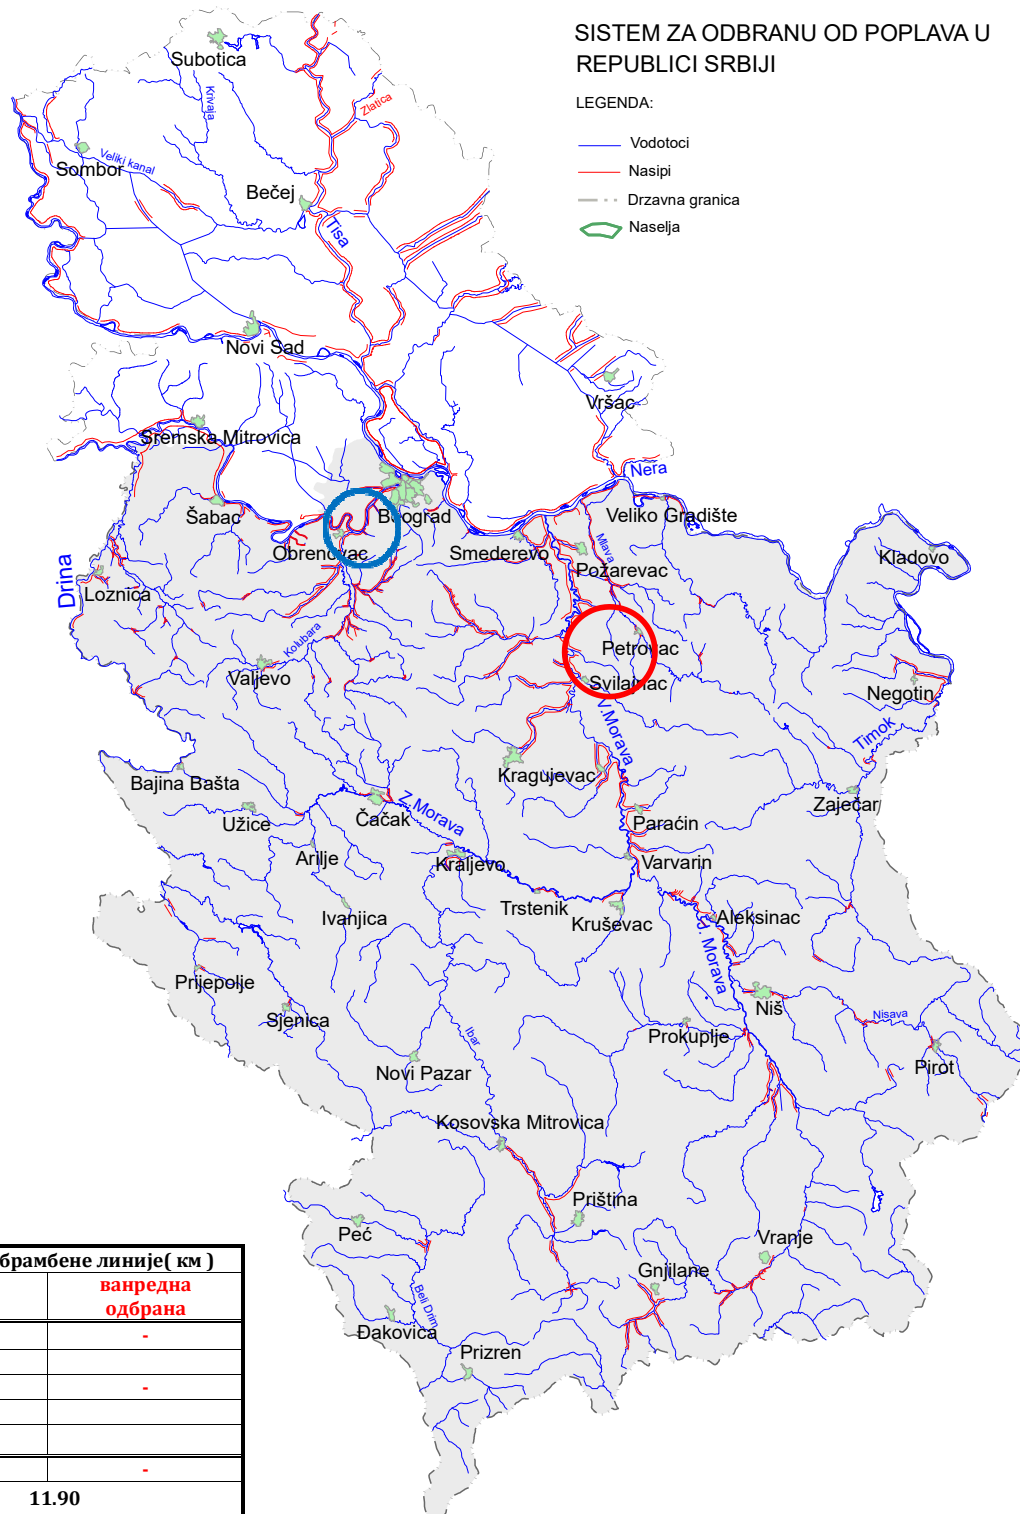 SISTEM ZA ODBRANU OD POPLAVA U
REPUBLICI SRBIJI
LEGENDA:
Vodotoci
Nasipi
Drzavna granica
Naselja
Subotica
Krivaja
Zlatica
Sombor
Veliki kanal
Bečej
Tisa
Novi Sad
Vršac
Sremska Mitrovica
Nera
Šabac
Beograd
Veliko Gradište
Obrenovac
Smederevo
Mlava
Požarevac
Kladovo
Drina
Loznica
Kolubara
Petrovac
Valjevo
Svilajnac
Negotin
V.Morava
Timok
Bajina Bašta
Kragujevac
Zaječar
Užice
Čačak
Z.Morava
Paraćin
Arilje
Kraljevo
Varvarin
Ivanjica
Trstenik
Kruševac
Aleksinac
J. Morava
Prijepolje
Niš
Nisava
Sjenica
Ibar
Prokuplje
Novi Pazar
Pirot
Kosovska Mitrovica
Priština
Peć
Vranje
Gnjilane
Beli Drim
Đakovica
Prizren
брамбене линије( км )
ванредна
одбрана
-
-
-
11.90